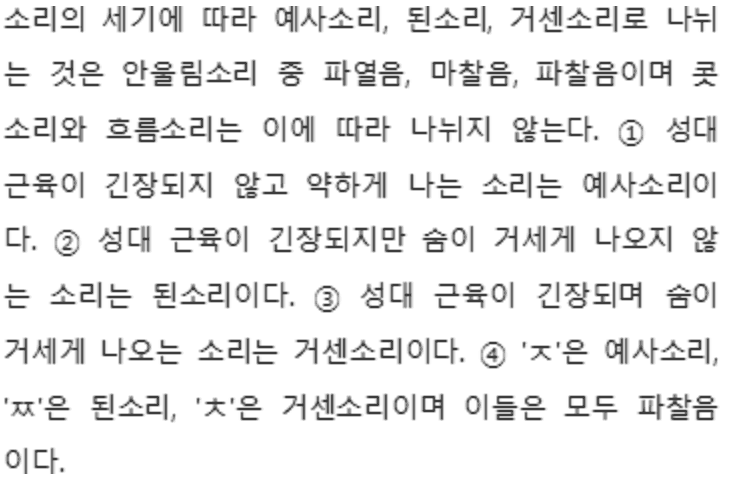 소리의 세기에 따라 예사소리, 된소리, 거센소리로 나뉘
는 것은 안울림소리 중 파열음, 마찰음, 파찰음이며 콧
소리와 흐름소리는 이에 따라 나뉘지 않는다. ① 성대
근육이 긴장되지 않고 약하게 나는 소리는 예사소리이
다. ② 성대 근육이 긴장되지만 숨이 거세게 나오지 않
는 소리는 된소리이다. ③ 성대 근육이 긴장되며 숨이
거세게 나오는 소리는 거센소리이다. ④ 'ㅈ'은 예사소리,
'ㅉ'은 된소리, 'ㅊ'은 거센소리이며 이들은 모두 파찰음
이다.